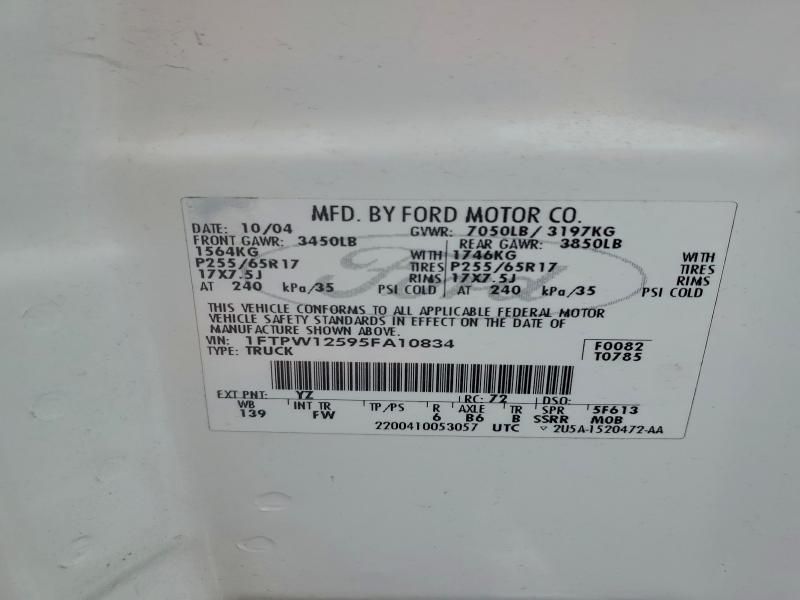 MFD. BY FORD MOTOR CO.
DATE: 10/04 GVWR: 7050LB/ 3197KG
FRONT GAWR: 3450LB REAR GAWR: 3850LB
1564KG WITH 1746KG WITH
P255/65R17 TIRES P255/65R17 TIRES
17X7.5J RIMS 17X7.5J RIMS
AT 240 kPa/35 PSI COLD AT 240 kPa/35 PSI COLD
THIS VEHICLE CONFORMS TO ALL APPLICABLE FEDERAL MOTOR
VEHICLE SAFETY STANDARDS IN EFFECT ON THE DATE OF
MANUFACTURE SHOWN ABOVE.
VIN: 1FTPW12595FA10834 F0082
TYPE: TRUCK T0785
EXT PNT: YZ RC: 72 DSO:
WB INT TR TP/PS R AXLE TR SPR 5F613
139 FW 6 B6 B SSRR MOB
2200410053057 UTC 2U5A-1520472-AA
Ford